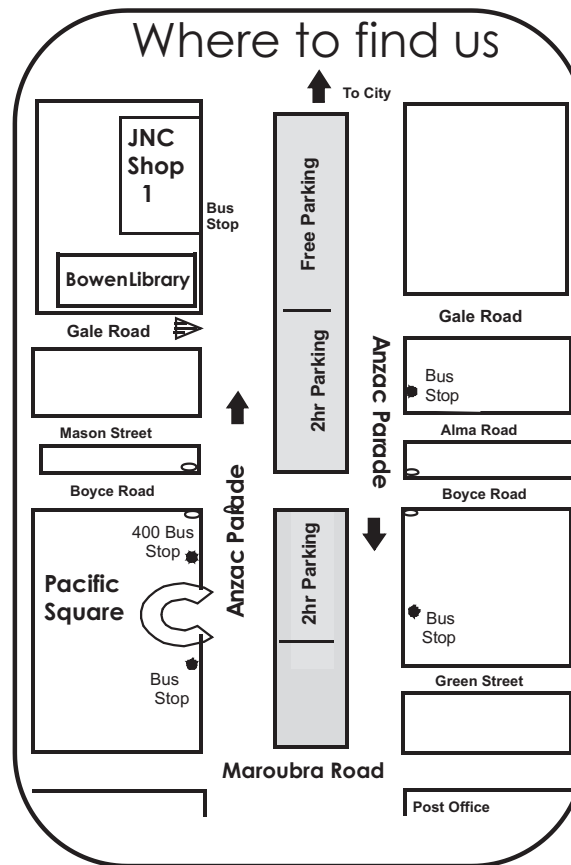 Where to find us
To City
JNC
Shop
1
Bus
Stop
Free Parking
BowenLibrary
Gale Road
Gale Road
2hr Parking
Anzac Parade
Bus
Stop
Mason Street
Alma Road
Boyce Road
Boyce Road
Anzac Parade
400 Bus
Stop
2hr Parking
Pacific
Square
Bus
Stop
Bus
Stop
Green Street
Maroubra Road
Post Office